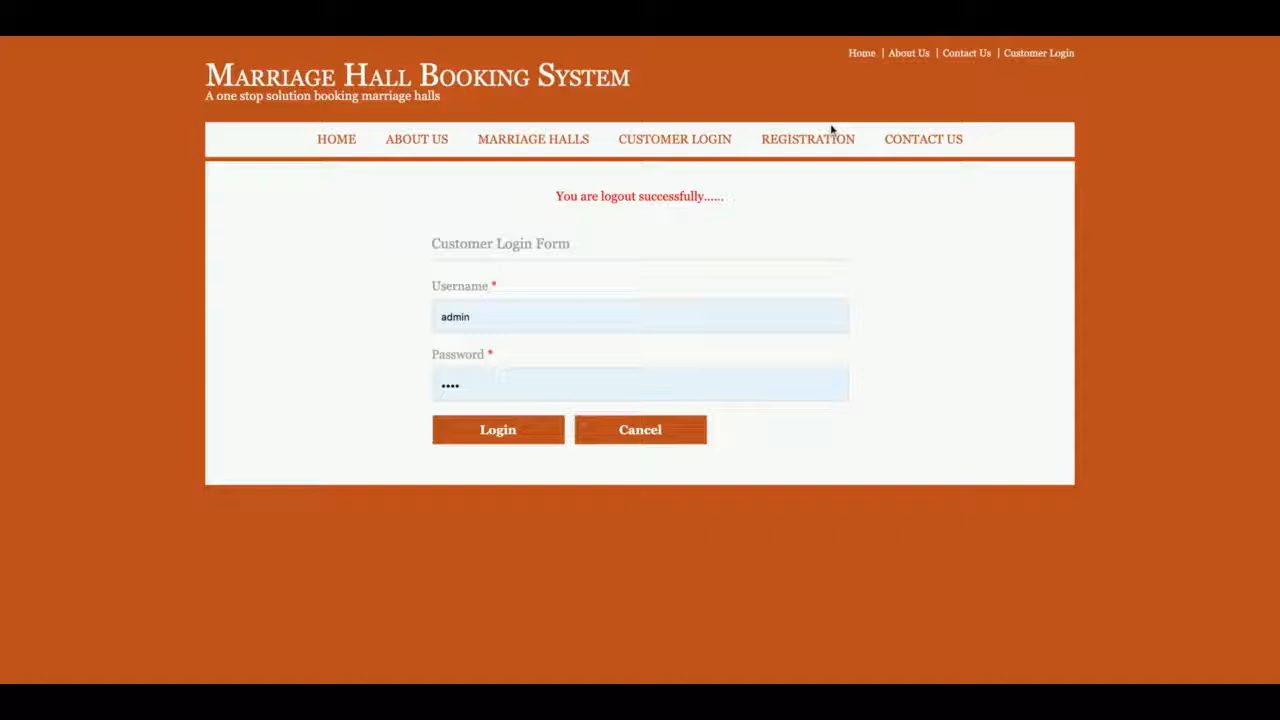 Home | About Us | Contact Us | Customer Login
Marriage Hall Booking System
A one stop solution booking marriage halls
HOME ABOUT US MARRIAGE HALLS CUSTOMER LOGIN REGISTRATION CONTACT US
You are logout successfully......
Customer Login Form
Username *
admin
Password *
••••
Login Cancel